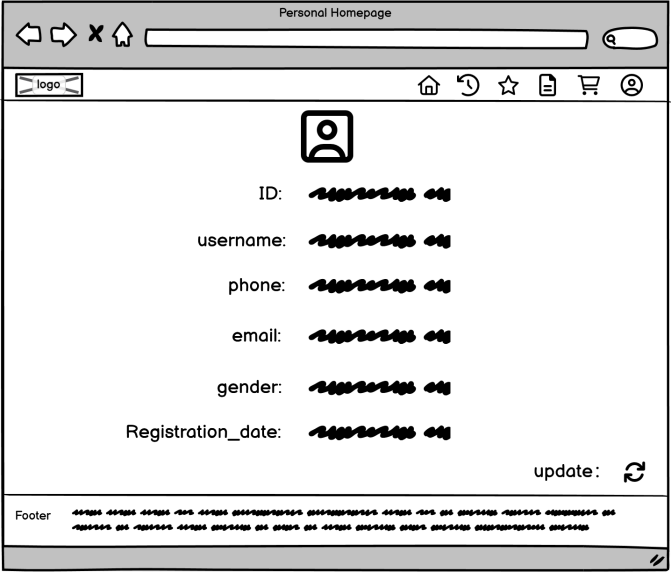 Personal Homepage
logo
ID:
username:
phone:
email:
gender:
Registration_date:
update:
Footer